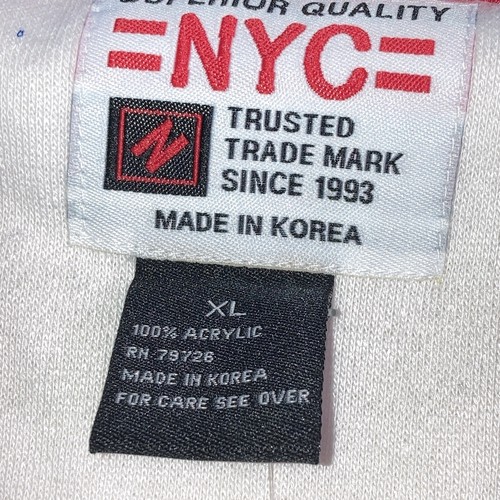 SUPERIOR QUALITY
=NYC=
TRUSTED
TRADE MARK
SINCE 1993
N
MADE IN KOREA
XL
100% ACRYLIC
RN 79726
MADE IN KOREA
FOR CARE SEE OVER